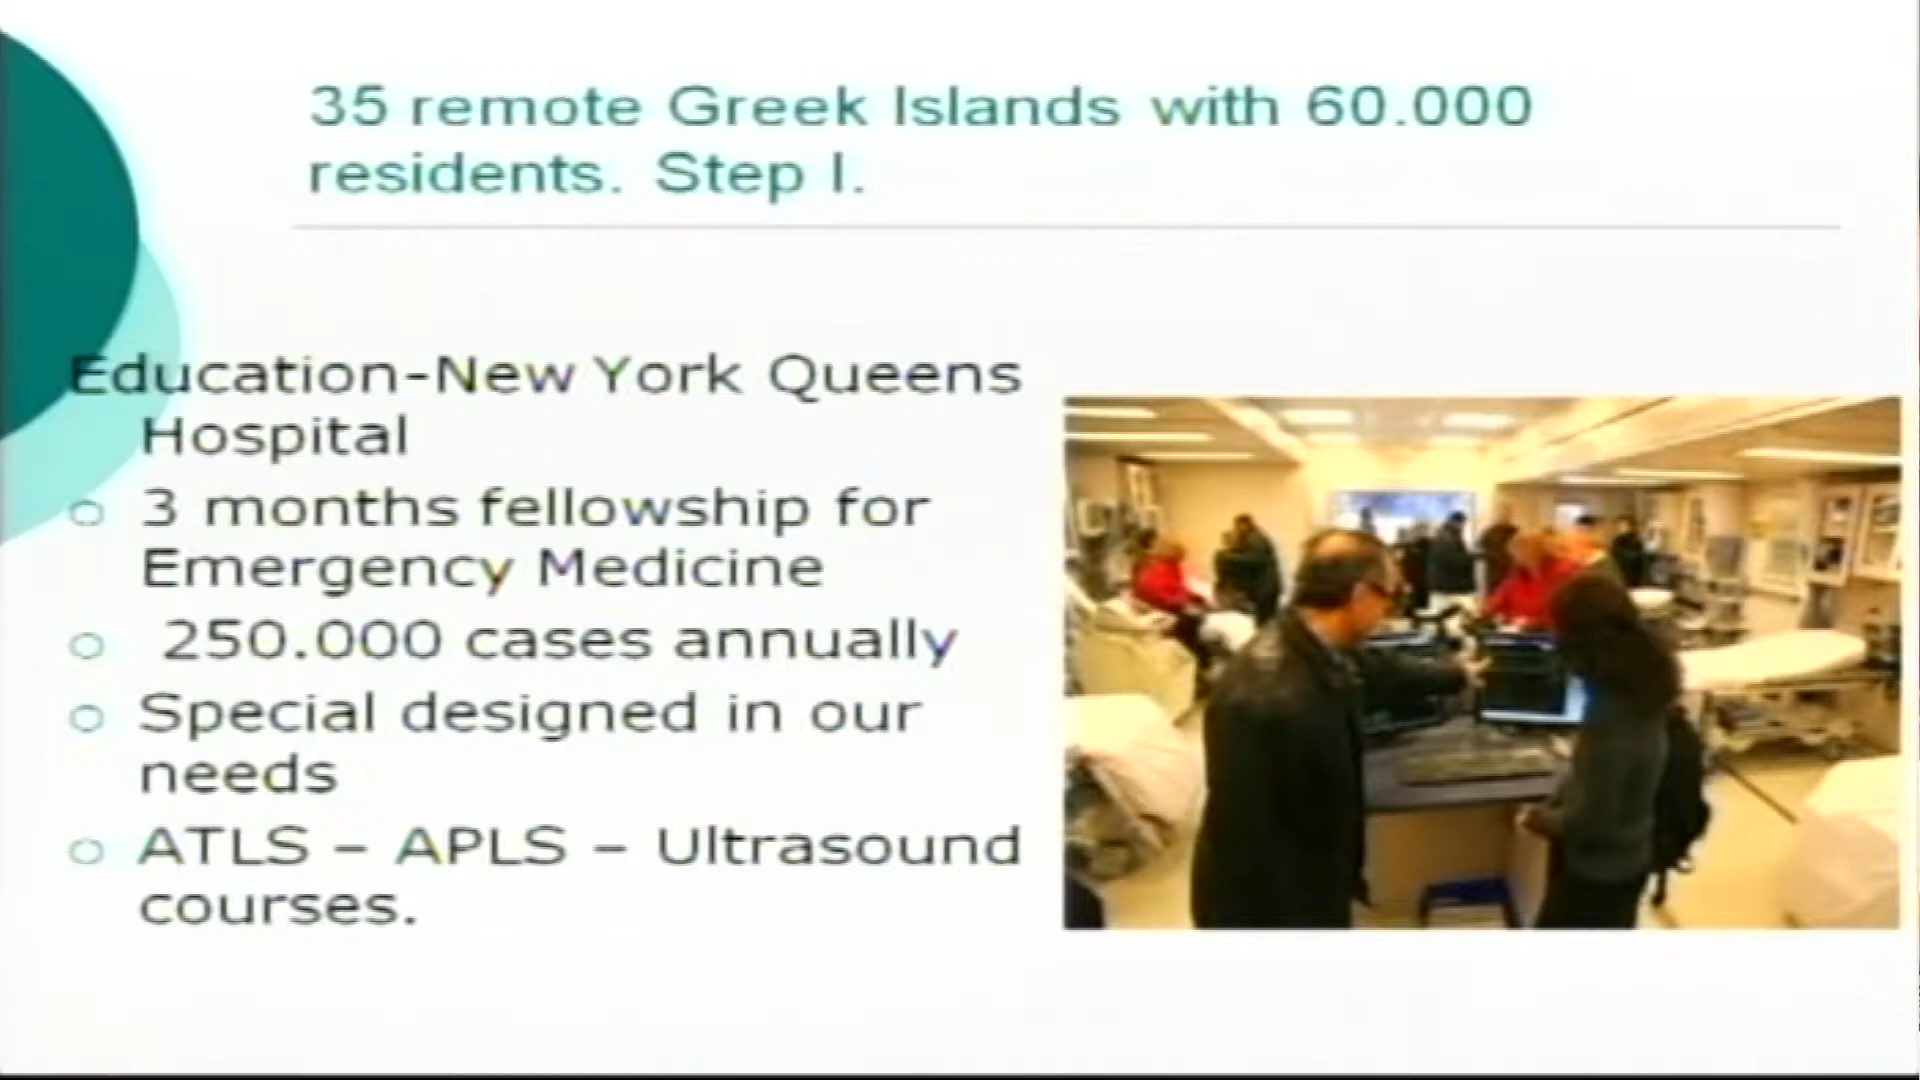 35 remote Greek Islands with 60.000
residents. Step I.
Education-New York Queens
Hospital
3 months fellowship for
Emergency Medicine
250.000 cases annually
Special designed in our
needs
ATLS – APLS – Ultrasound
courses.